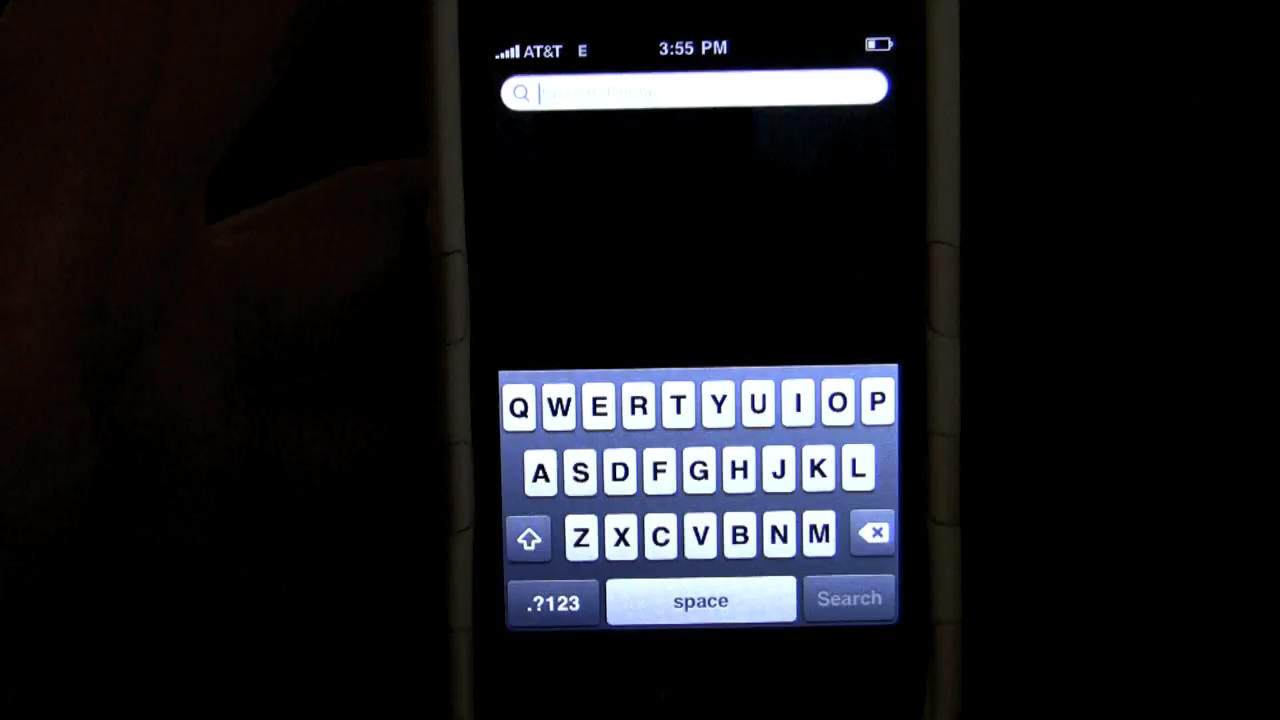 AT&T E 3:55 PM
Q W E R T Y U I O P
A S D F G H J K L
Z X C V B N M
.?123 space Search